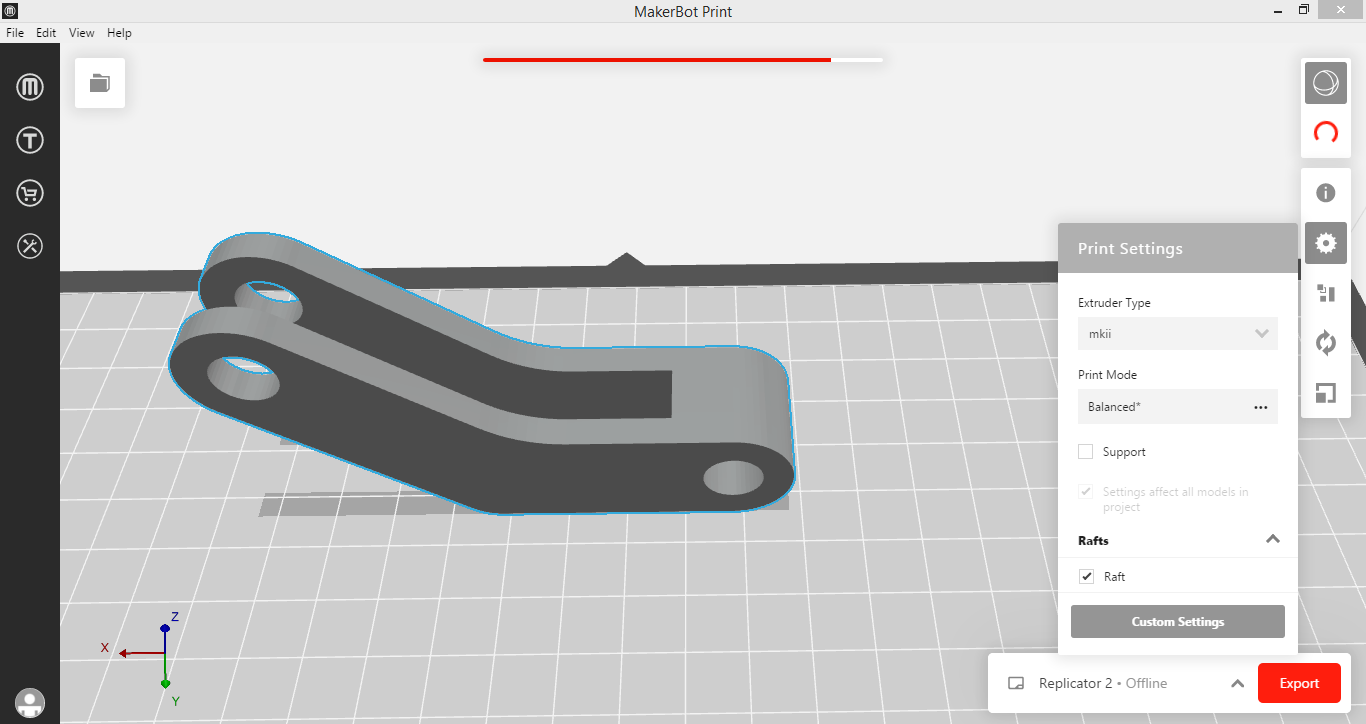 MakerBot Print
File Edit View Help
Print Settings
Extruder Type
mkii
Print Mode
Balanced*
Support
Settings affect all models in
project
Rafts
Raft
Custom Settings
Replicator 2 • Offline
Export
X
Z
Y